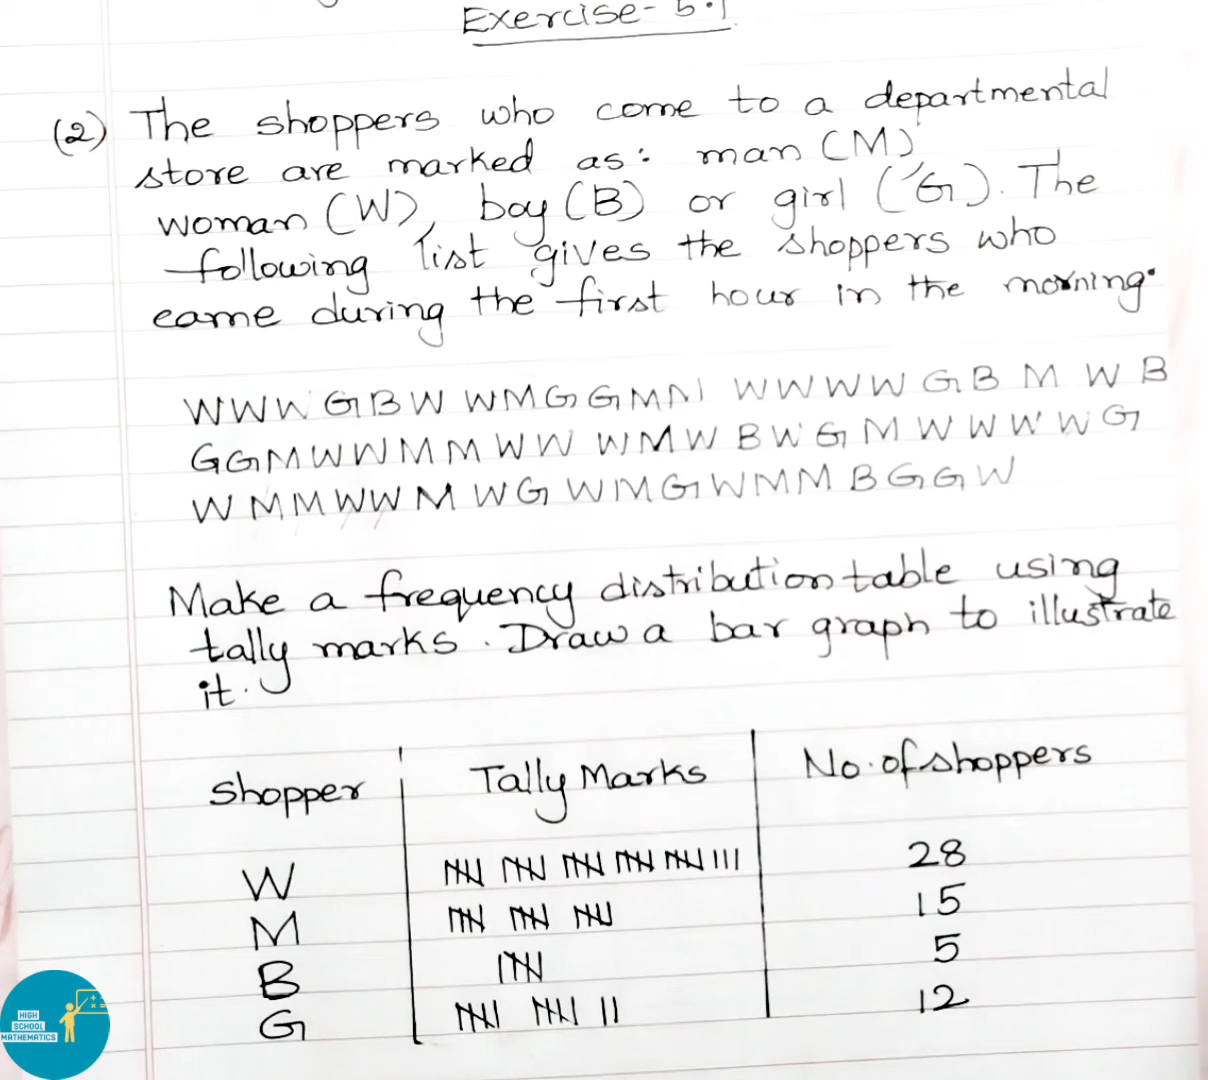 Exercise- 5.1
(2) The shoppers who come to a departmental
store are marked as: man (M)
woman (W), boy (B) or girl (G). The
following list gives the shoppers who
came during the first hour in the morning.
W W W G B W W M G G M M W W W W G B M W B
G G M W W M M W W W M W B W G M W W W W G
W M M W W M W G W M G W M M B G G W
Make a frequency distribution table using
tally marks. Draw a bar graph to illustrate
it.
Shopper Tally Marks No. of shoppers
W 28
M 15
B 5
G 12
HIGH
SCHOOL
MATHEMATICS